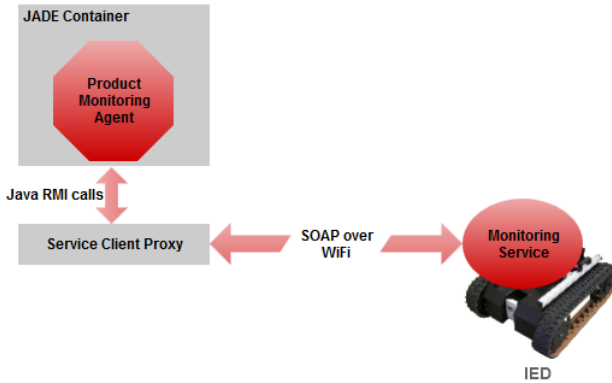 JADE Container
Product
Monitoring
Agent
Java RMI calls
Service Client Proxy
SOAP over
WiFi
Monitoring
Service
IED